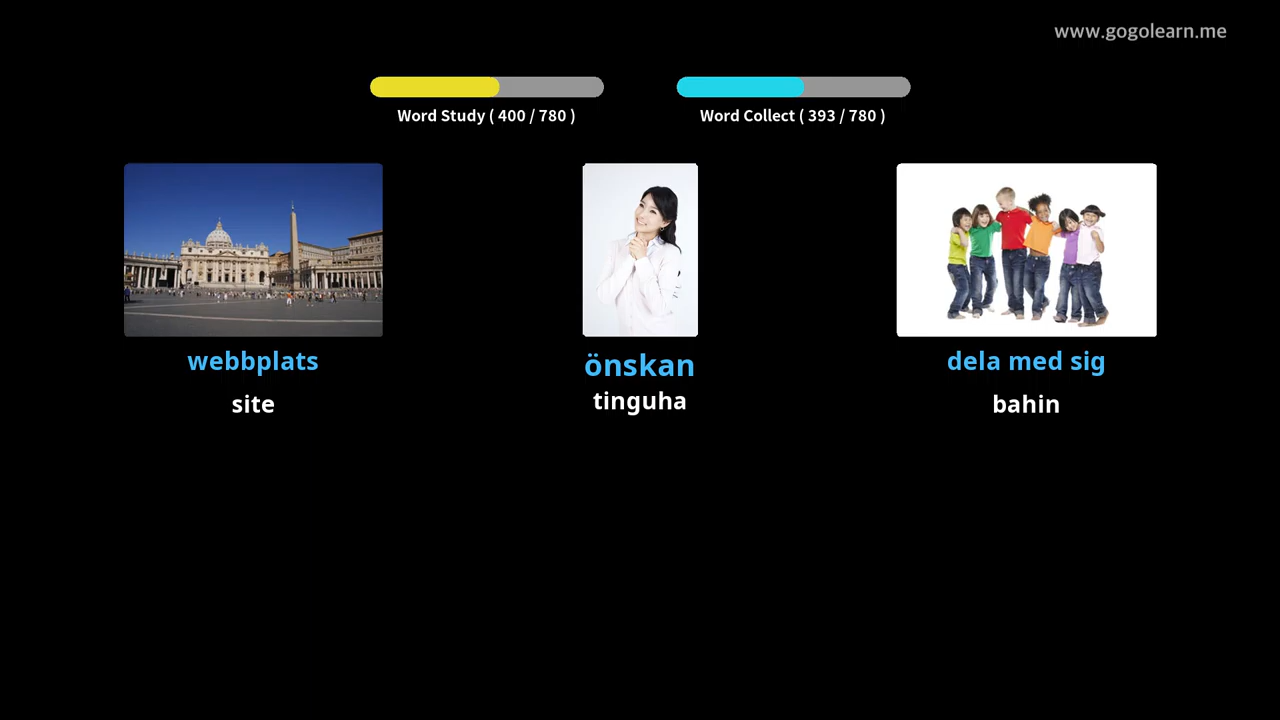 www.gogolearn.me
Word Study ( 400 / 780 )
Word Collect ( 393 / 780 )
webbplats
site
önskan
tinguha
dela med sig
bahin